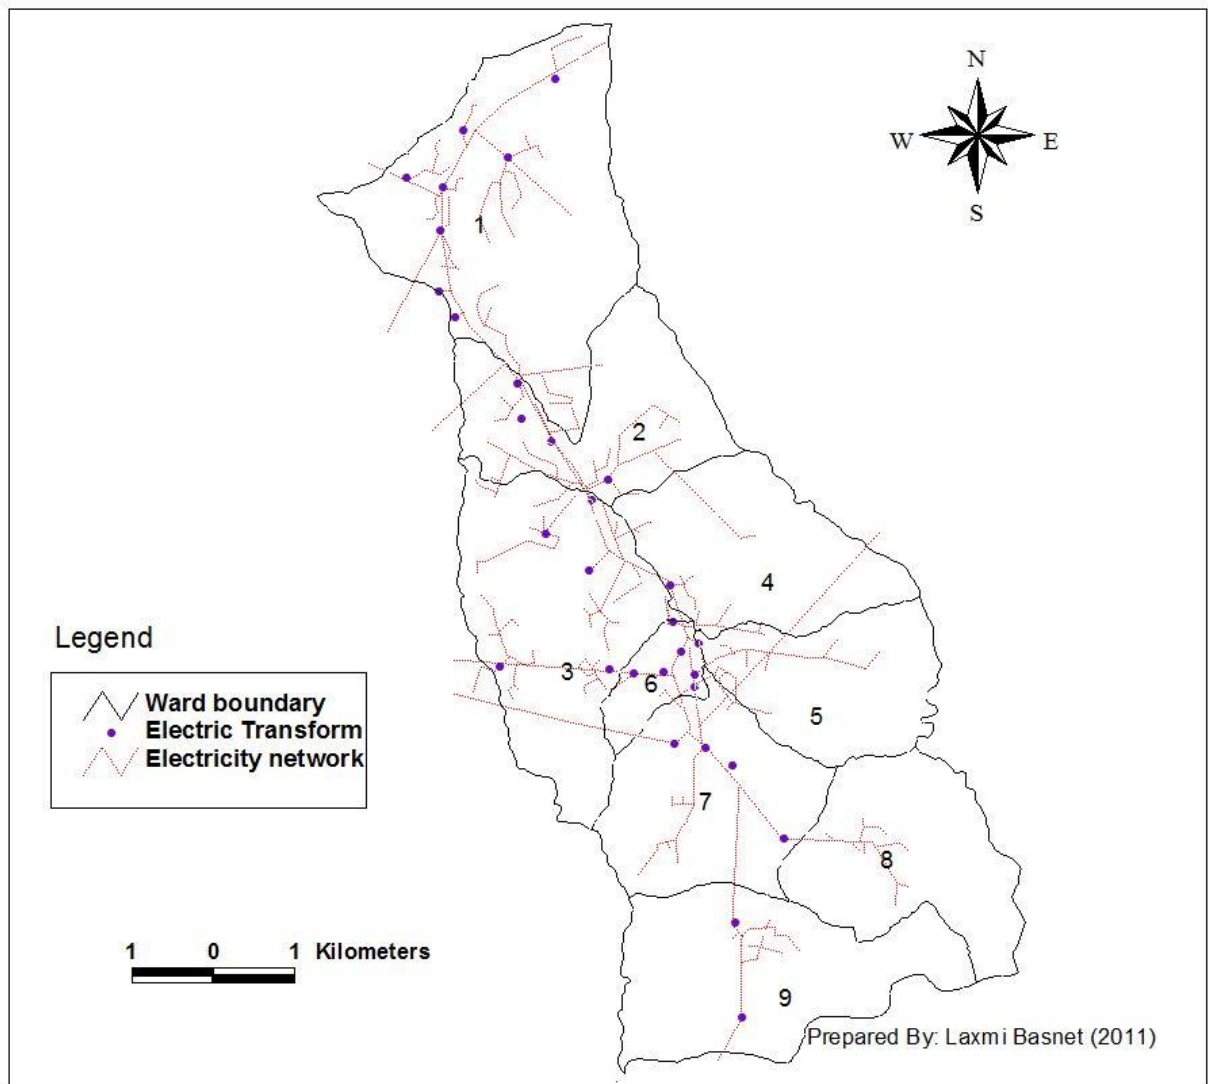 N
W E
S
1
2
4
3
6
5
7
8
9
Legend
Ward boundary
Electric Transform
Electricity network
1 0 1 Kilometers
Prepared By: Laxmi Basnet (2011)